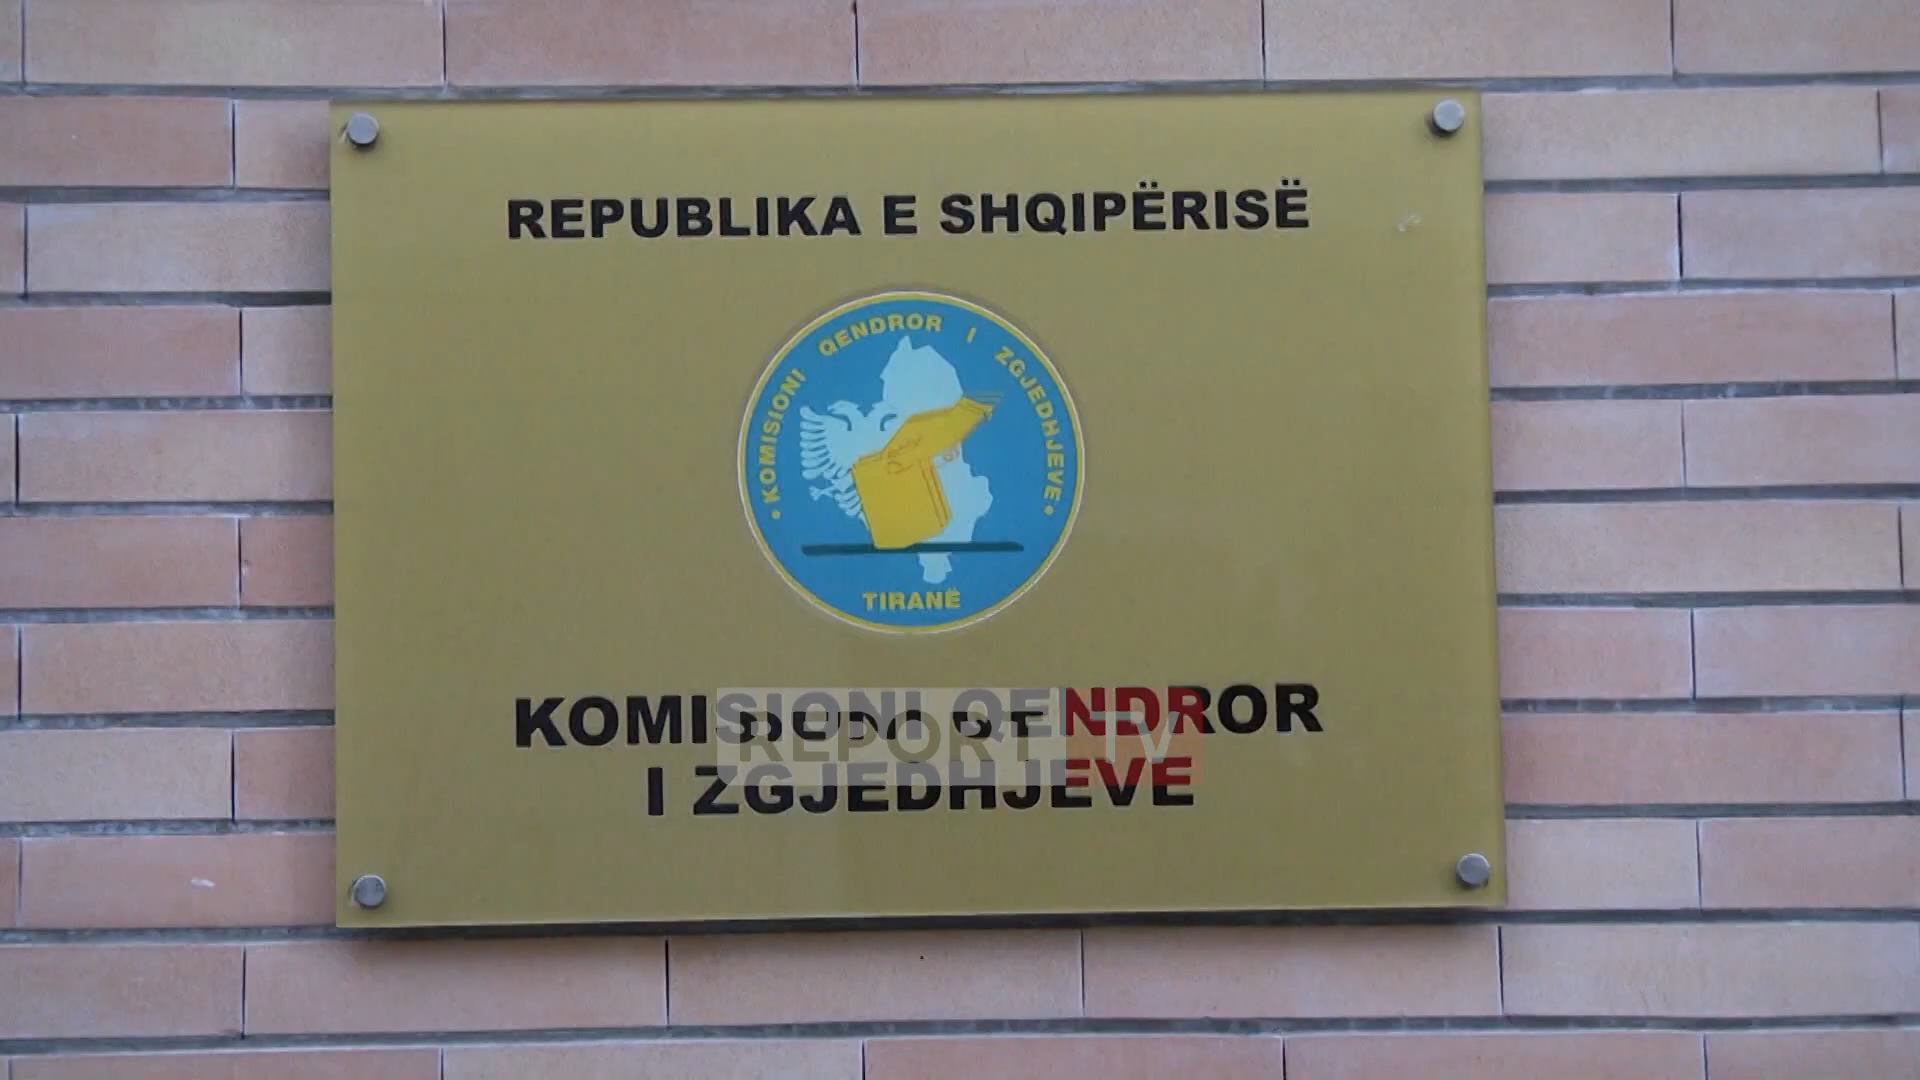 REPUBLIKA E SHQIPËRISË
• KOMISIONI QENDROR I ZGJEDHJEVE •
TIRANË
KOMISIONI QENDROR
REPORT TV
I ZGJEDHJEVE